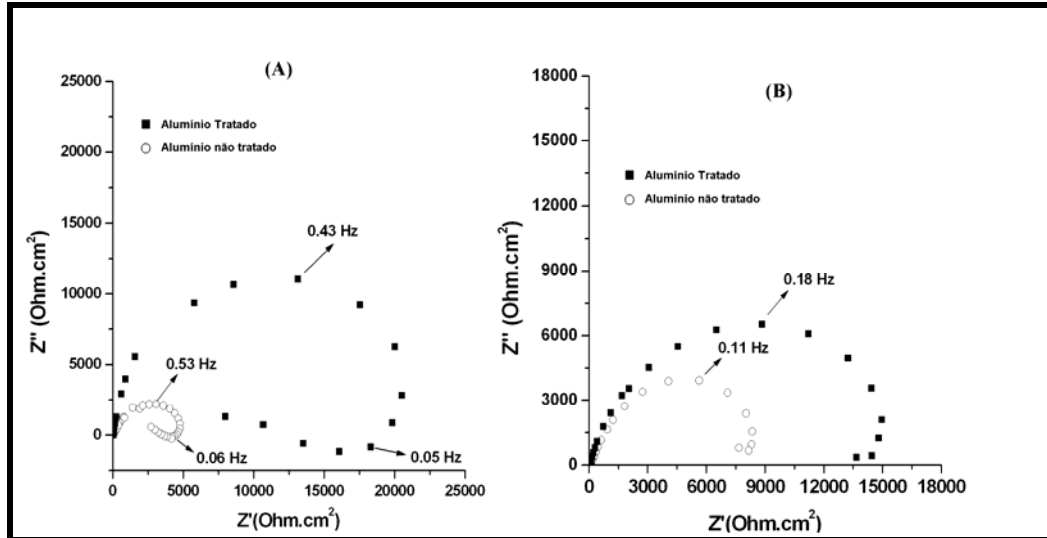 (A)
25000
20000
15000
10000
5000
0
Z'' (Ohm.cm²)
Aluminio Tratado
Aluminio não tratado
0.43 Hz
0.53 Hz
0.06 Hz
0.05 Hz
0 5000 10000 15000 20000 25000
Z'(Ohm.cm²)
(B)
18000
15000
12000
9000
6000
3000
0
Z'' (Ohm.cm²)
Aluminio Tratado
Aluminio não tratado
0.18 Hz
0.11 Hz
0 3000 6000 9000 12000 15000 18000
Z'(Ohm.cm²)